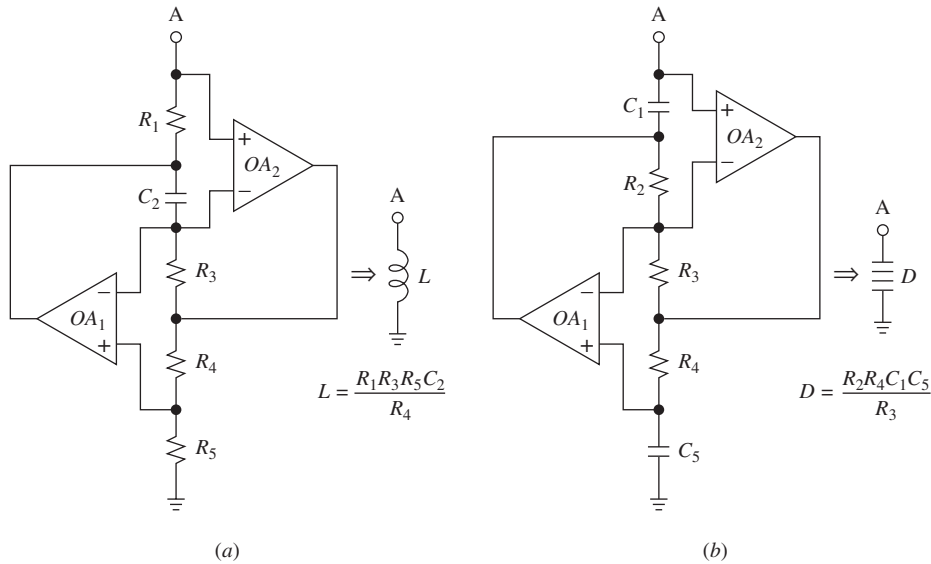 A
R1
+
OA2
−
C2
A
−
R3
⇒
L
OA1
+
R4
L = R1R3R5C2 / R4
R5
(a)
A
C1
+
OA2
−
R2
A
−
R3
⇒
D
OA1
+
R4
D = R2R4C1C5 / R3
C5
(b)